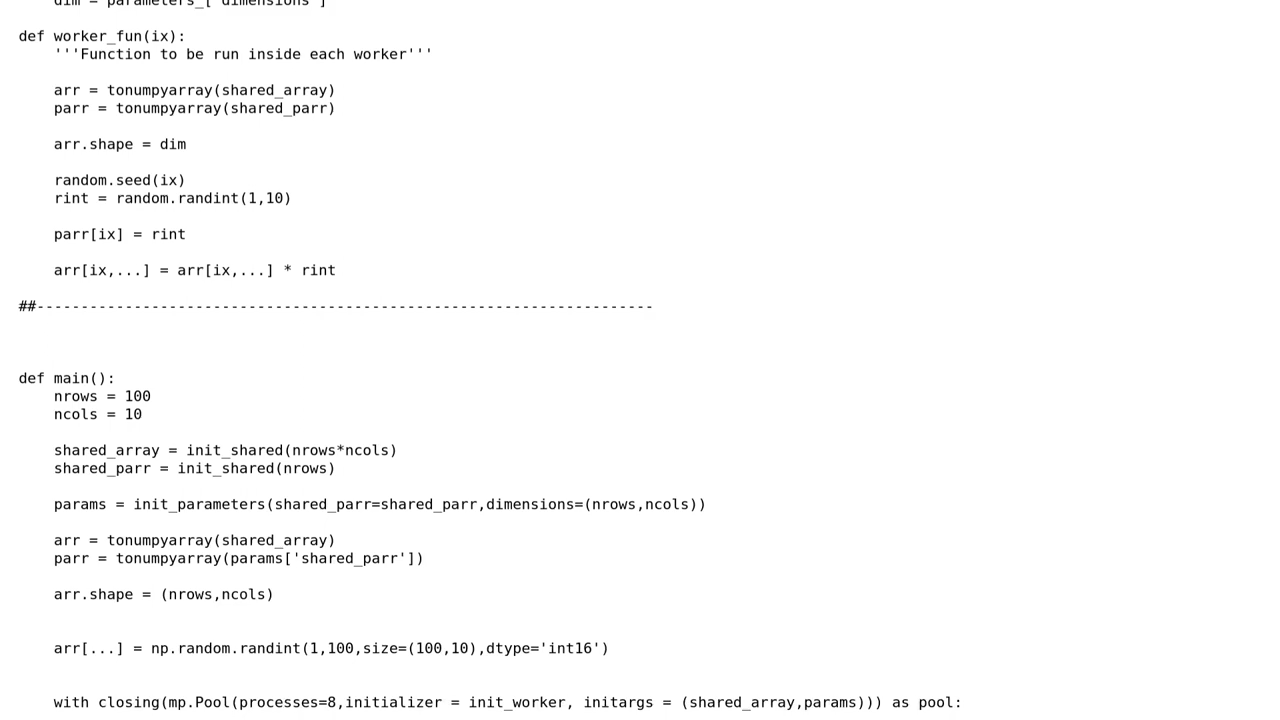 dim = parameters_['dimensions']
def worker_fun(ix):
    '''Function to be run inside each worker'''
    arr = tonumpyarray(shared_array)
    parr = tonumpyarray(shared_parr)
    arr.shape = dim
    random.seed(ix)
    rint = random.randint(1,10)
    parr[ix] = rint
    arr[ix,...] = arr[ix,...] * rint
##----------------------------------------------------------------------
def main():
    nrows = 100
    ncols = 10
    shared_array = init_shared(nrows*ncols)
    shared_parr = init_shared(nrows)
    params = init_parameters(shared_parr=shared_parr,dimensions=(nrows,ncols))
    arr = tonumpyarray(shared_array)
    parr = tonumpyarray(params['shared_parr'])
    arr.shape = (nrows,ncols)
    arr[...] = np.random.randint(1,100,size=(100,10),dtype='int16')
    with closing(mp.Pool(processes=8,initializer = init_worker, initargs = (shared_array,params))) as pool: